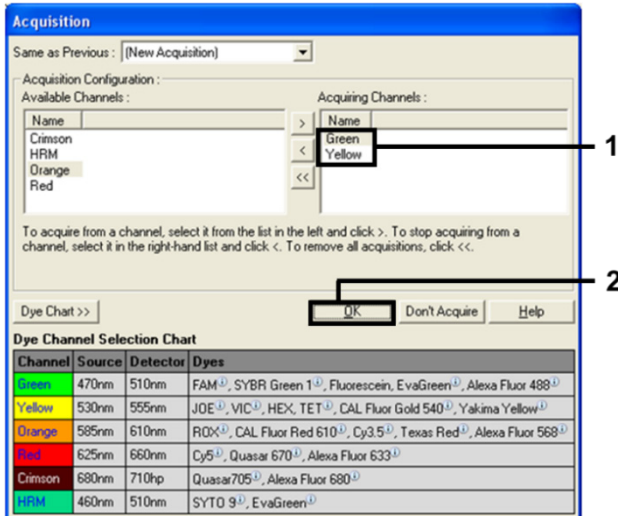 Acquisition
Same as Previous : (New Acquisition)
Acquisition Configuration :
Available Channels : Acquiring Channels :
Name > Name
Crimson Green
HRM < Yellow
Orange <<
Red
1
To acquire from a channel, select it from the list in the left and click >. To stop acquiring from a
channel, select it in the right-hand list and click <. To remove all acquisitions, click <<.
2
Dye Chart >> OK Don't Acquire Help
Dye Channel Selection Chart
Channel Source Detector Dyes
Green 470nm 510nm FAM, SYBR Green 1, Fluorescein, EvaGreen, Alexa Fluor 488
Yellow 530nm 555nm JOE, VIC, HEX, TET, CAL Fluor Gold 540, Yakima Yellow
Orange 585nm 610nm ROX, CAL Fluor Red 610, Cy3.5, Texas Red, Alexa Fluor 568
Red 625nm 660nm Cy5, Quasar 670, Alexa Fluor 633
Crimson 680nm 710hp Quasar705, Alexa Fluor 680
HRM 460nm 510nm SYTO 9, EvaGreen